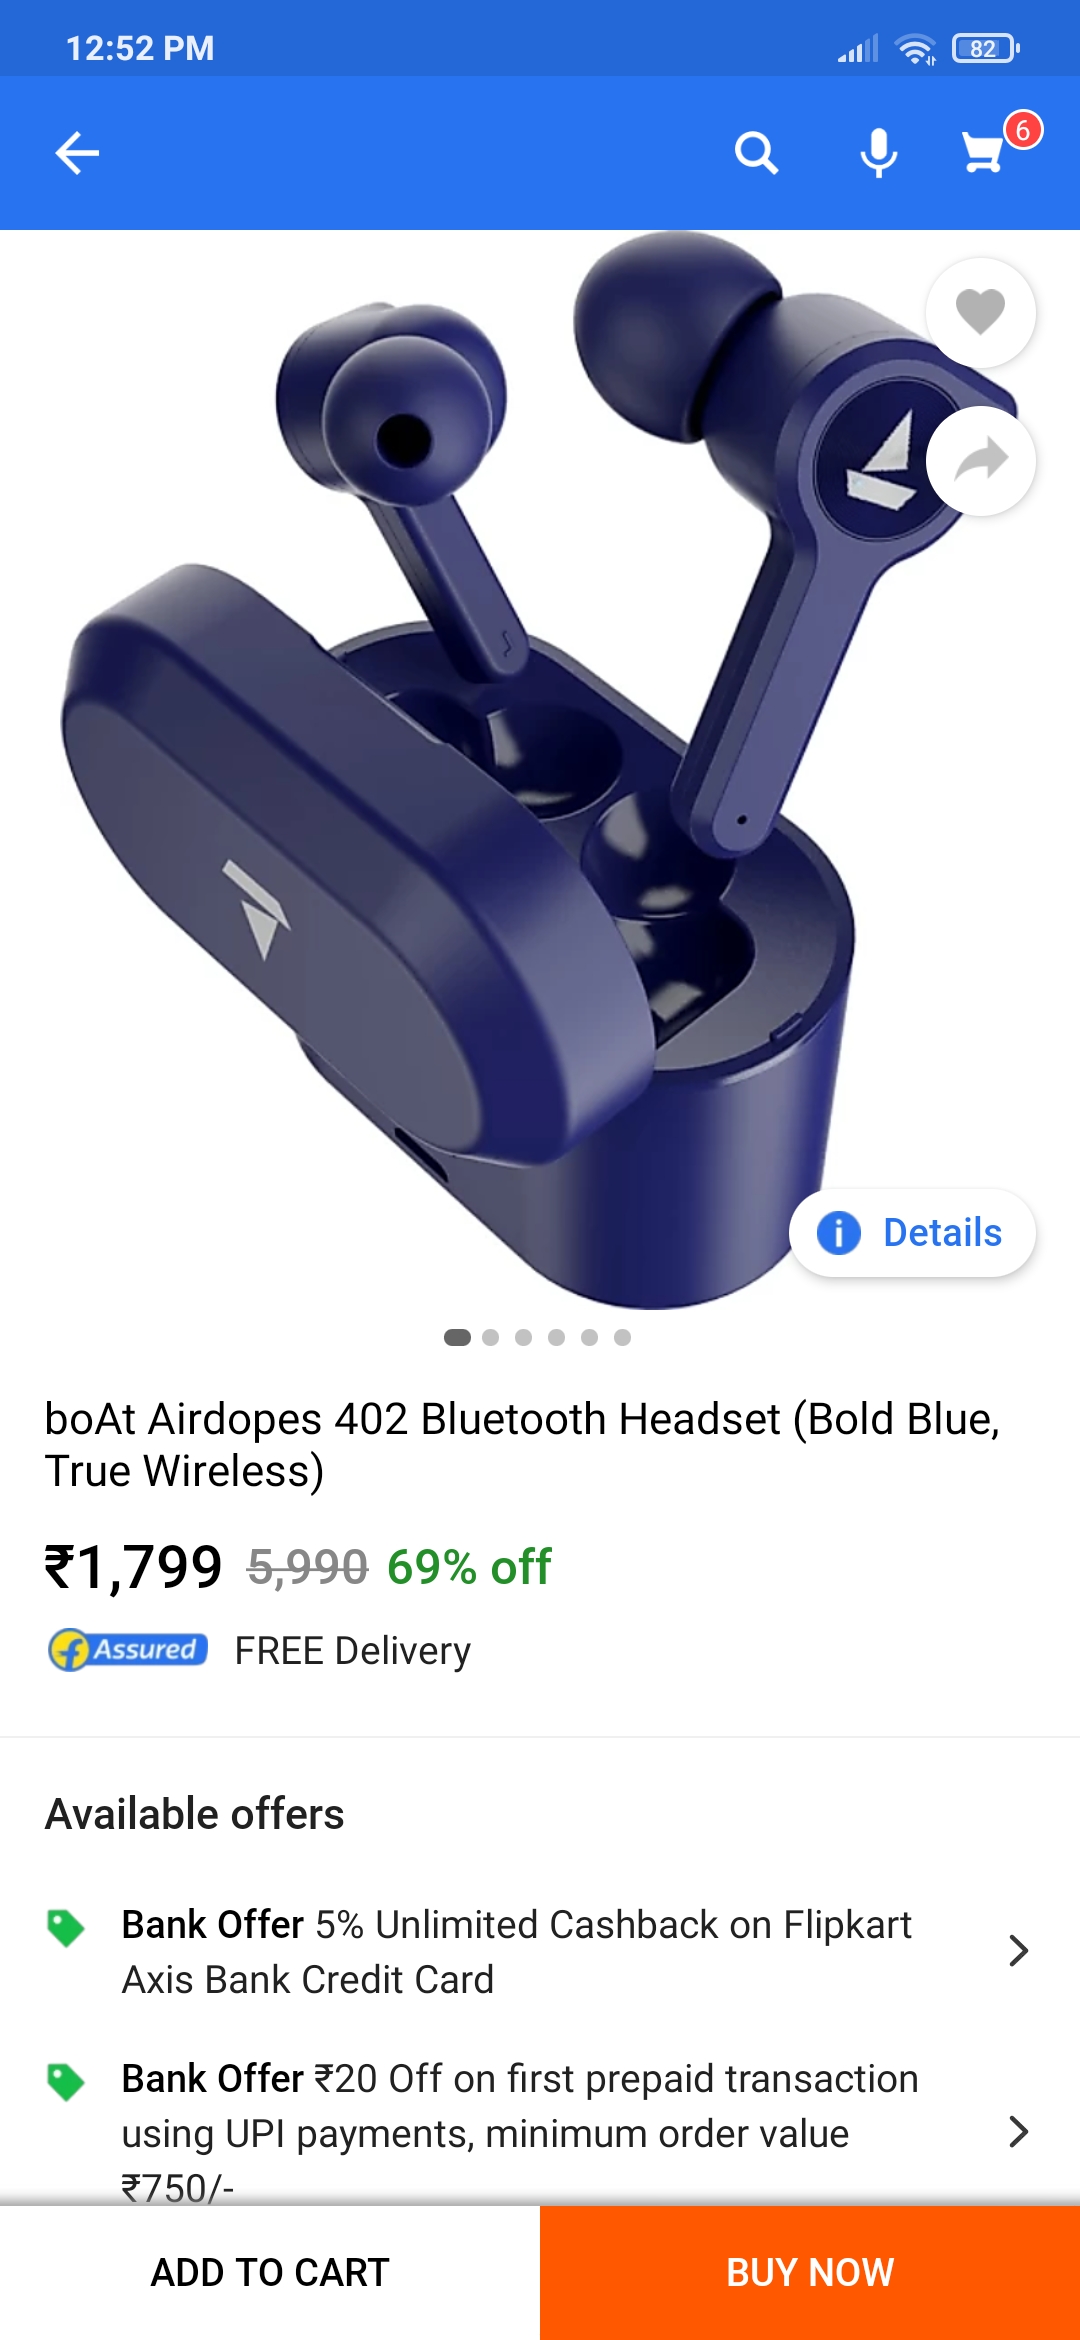 12:52 PM
82
6
Details
boAt Airdopes 402 Bluetooth Headset (Bold Blue,
True Wireless)
₹1,799 5,990 69% off
Assured FREE Delivery
Available offers
Bank Offer 5% Unlimited Cashback on Flipkart
Axis Bank Credit Card
Bank Offer ₹20 Off on first prepaid transaction
using UPI payments, minimum order value
₹750/-
ADD TO CART
BUY NOW